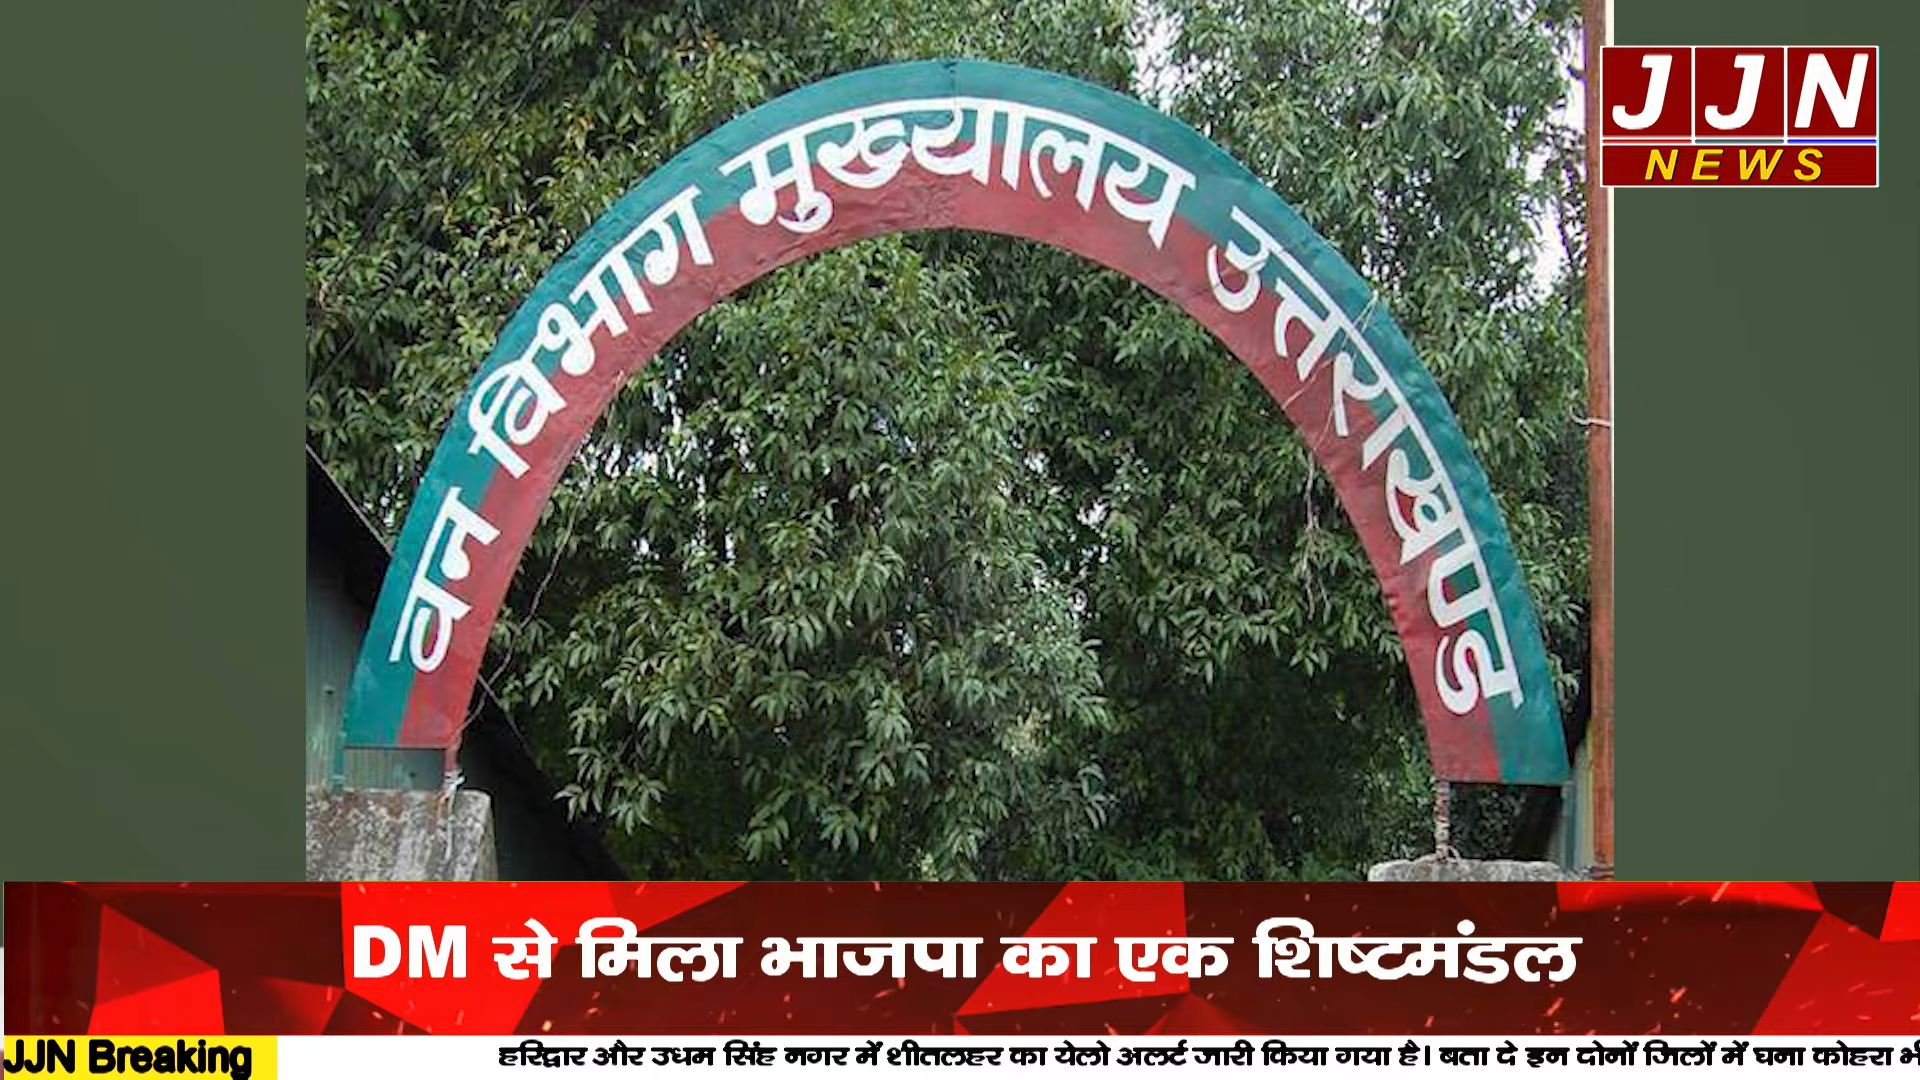 वन विभाग मुख्यालय उत्तराखण्ड
JJN
NEWS
DM से मिला भाजपा का एक शिष्टमंडल
JJN Breaking
हरिद्वार और उधम सिंह नगर में शीतलहर का येलो अलर्ट जारी किया गया है। बता दे इन दोनों जिलों में घना कोहरा